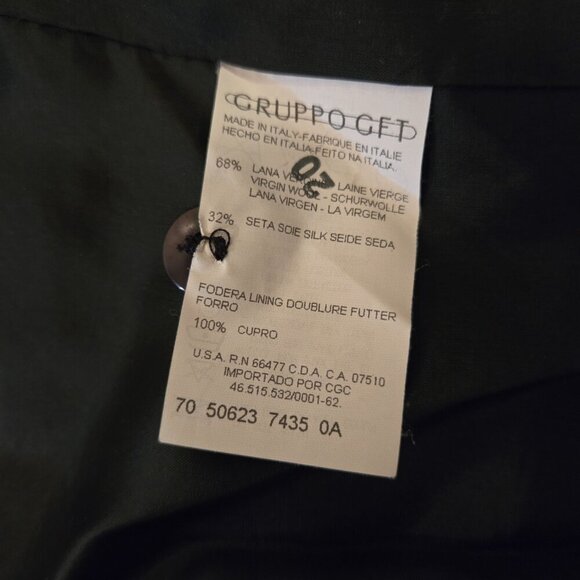 GRUPPO GFT
MADE IN ITALY-FABRIQUE EN ITALIE
HECHO EN ITALIA-FEITO NA ITALIA.
20
68% LANA LAINE VIERGE
VIRGIN WOOL - SCHURWOLLE
LANA VIRGEN - LA VIRGEM
32% SETA SOIE SILK SEIDE SEDA
FODERA LINING DOUBLURE FUTTER
FORRO
100% CUPRO
U.S.A. R.N 66477 C.D.A. C.A. 07510
IMPORTADO POR CGC
46.515.532/0001-62.
70 50623 7435 0A